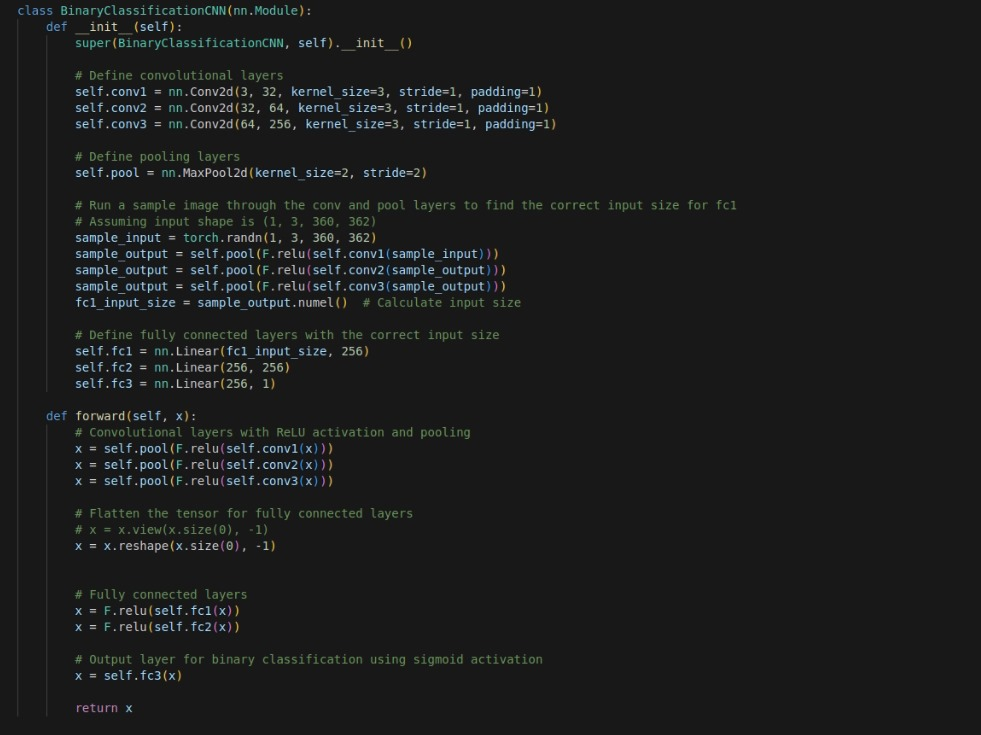 class BinaryClassificationCNN(nn.Module):
    def __init__(self):
        super(BinaryClassificationCNN, self).__init__()

        # Define convolutional layers
        self.conv1 = nn.Conv2d(3, 32, kernel_size=3, stride=1, padding=1)
        self.conv2 = nn.Conv2d(32, 64, kernel_size=3, stride=1, padding=1)
        self.conv3 = nn.Conv2d(64, 256, kernel_size=3, stride=1, padding=1)

        # Define pooling layers
        self.pool = nn.MaxPool2d(kernel_size=2, stride=2)

        # Run a sample image through the conv and pool layers to find the correct input size for fc1
        # Assuming input shape is (1, 3, 360, 362)
        sample_input = torch.randn(1, 3, 360, 362)
        sample_output = self.pool(F.relu(self.conv1(sample_input)))
        sample_output = self.pool(F.relu(self.conv2(sample_output)))
        sample_output = self.pool(F.relu(self.conv3(sample_output)))
        fc1_input_size = sample_output.numel()  # Calculate input size

        # Define fully connected layers with the correct input size
        self.fc1 = nn.Linear(fc1_input_size, 256)
        self.fc2 = nn.Linear(256, 256)
        self.fc3 = nn.Linear(256, 1)

    def forward(self, x):
        # Convolutional layers with ReLU activation and pooling
        x = self.pool(F.relu(self.conv1(x)))
        x = self.pool(F.relu(self.conv2(x)))
        x = self.pool(F.relu(self.conv3(x)))

        # Flatten the tensor for fully connected layers
        # x = x.view(x.size(0), -1)
        x = x.reshape(x.size(0), -1)


        # Fully connected layers
        x = F.relu(self.fc1(x))
        x = F.relu(self.fc2(x))

        # Output layer for binary classification using sigmoid activation
        x = self.fc3(x)

        return x